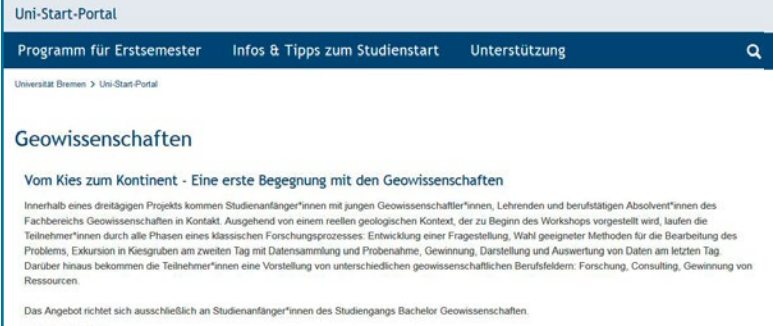 Uni-Start-Portal
Programm für Erstsemester Infos & Tipps zum Studienstart Unterstützung
Universität Bremen > Uni-Start-Portal
Geowissenschaften
Vom Kies zum Kontinent - Eine erste Begegnung mit den Geowissenschaften
Innerhalb eines dreitägigen Projekts kommen Studienanfänger*innen mit jungen Geowissenschaftler*innen, Lehrenden und berufstätigen Absolvent*innen des
Fachbereichs Geowissenschaften in Kontakt. Ausgehend von einem reellen geologischen Kontext, der zu Beginn des Workshops vorgestellt wird, laufen die
Teilnehmer*innen durch alle Phasen eines klassischen Forschungsprozesses: Entwicklung einer Fragestellung, Wahl geeigneter Methoden für die Bearbeitung des
Problems, Exkursion in Kiesgruben am zweiten Tag mit Datensammlung und Probenahme, Gewinnung, Darstellung und Auswertung von Daten am letzten Tag.
Darüber hinaus bekommen die Teilnehmer*innen eine Vorstellung von unterschiedlichen geowissenschaftlichen Berufsfeldern: Forschung, Consulting, Gewinnung von
Ressourcen.
Das Angebot richtet sich ausschließlich an Studienanfänger*innen des Studiengangs Bachelor Geowissenschaften.